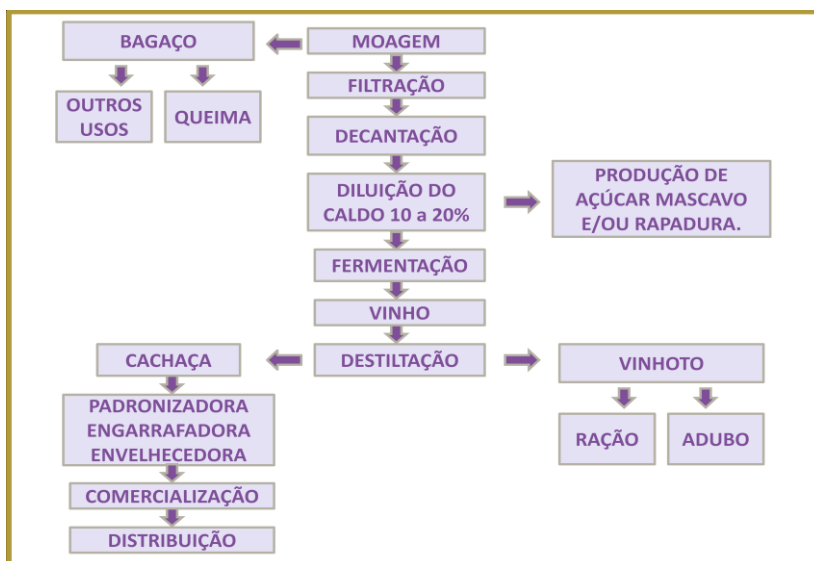 BAGAÇO
MOAGEM
FILTRAÇÃO
OUTROS
USOS
QUEIMA
DECANTAÇÃO
DILUIÇÃO DO
CALDO 10 a 20%
PRODUÇÃO DE
AÇÚCAR MASCAVO
E/OU RAPADURA.
FERMENTAÇÃO
VINHO
CACHAÇA
DESTILTAÇÃO
VINHOTO
PADRONIZADORA
ENGARRAFADORA
ENVELHECEDORA
RAÇÃO
ADUBO
COMERCIALIZAÇÃO
DISTRIBUIÇÃO